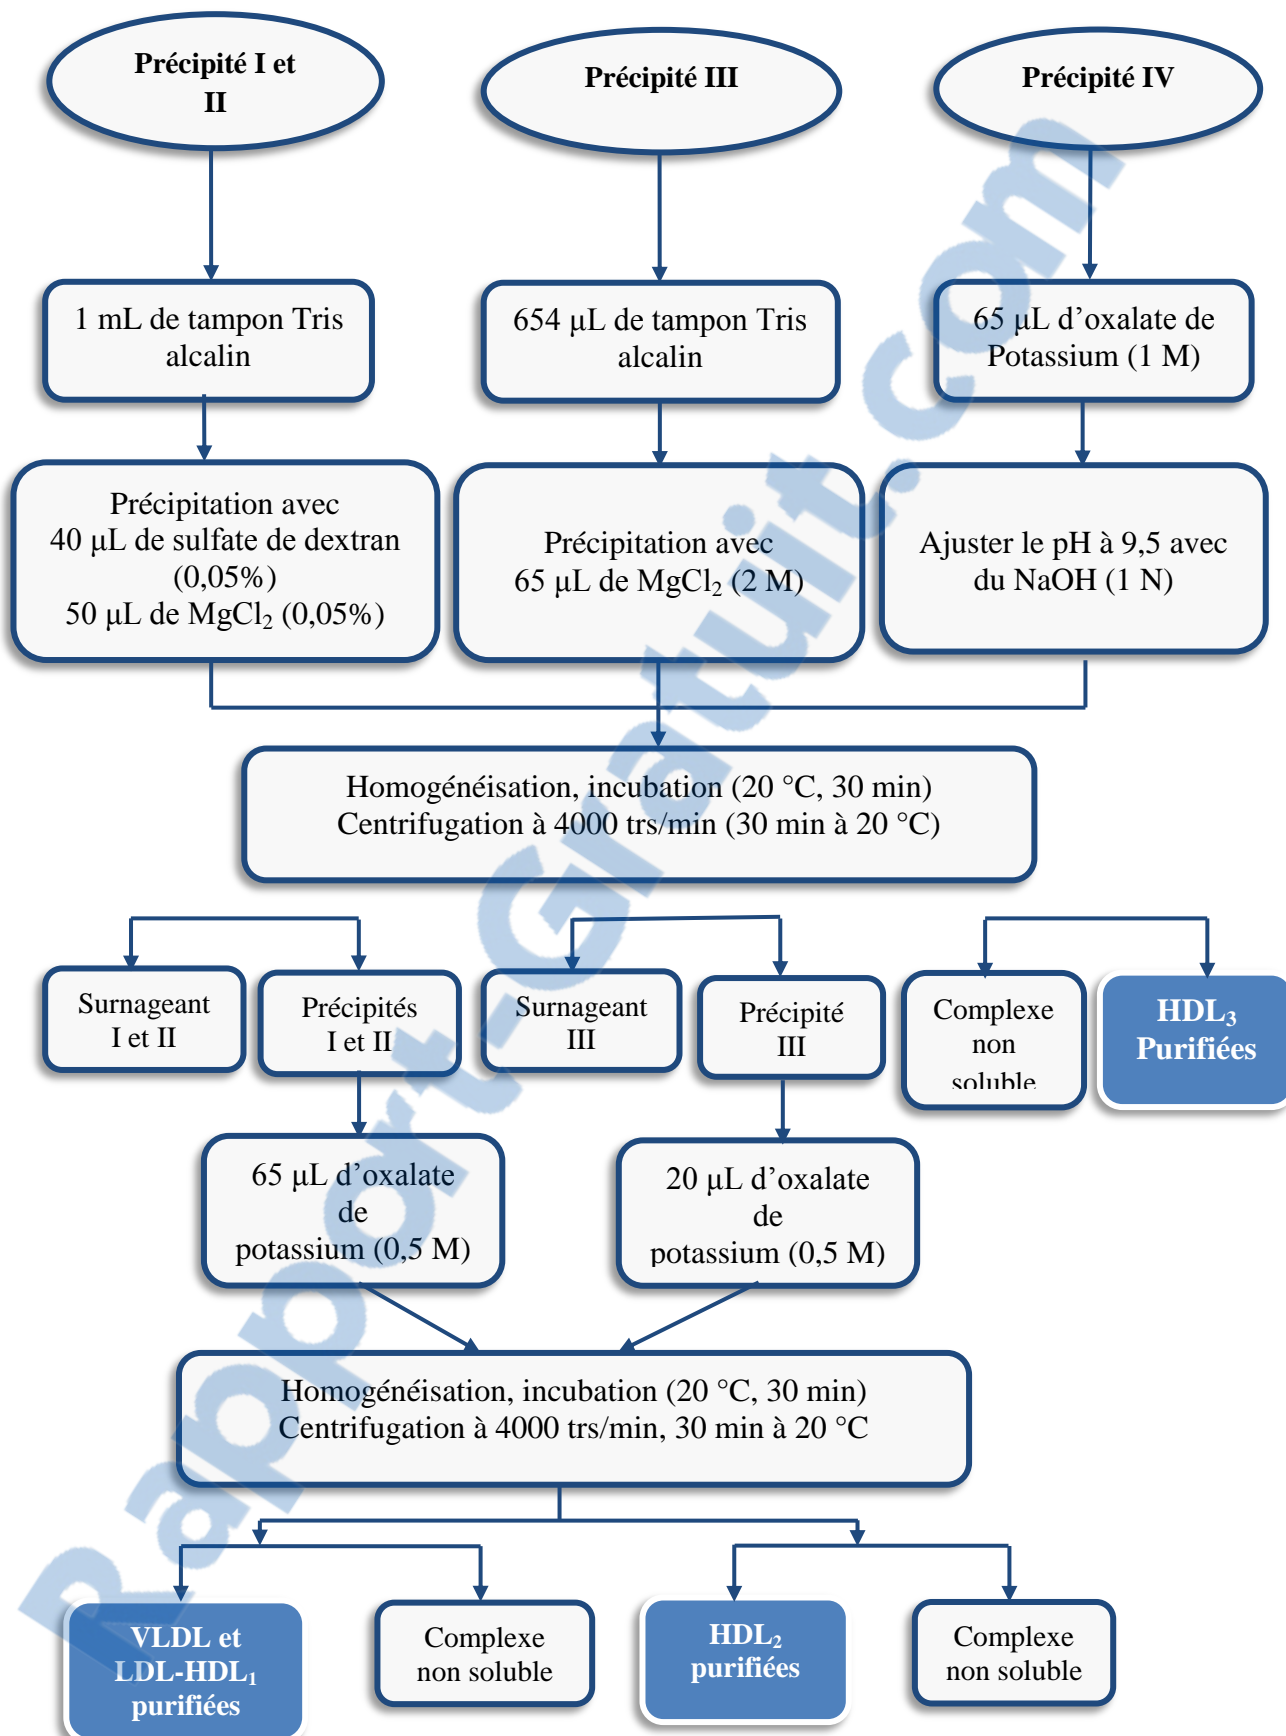 Précipité I et
II
Précipité III
Précipité IV
1 mL de tampon Tris
alcalin
654 µL de tampon Tris
alcalin
65 µL d’oxalate de
Potassium (1 M)
Précipitation avec
40 µL de sulfate de dextran
(0,05%)
50 µL de MgCl₂ (0,05%)
Précipitation avec
65 µL de MgCl₂ (2 M)
Ajuster le pH à 9,5 avec
du NaOH (1 N)
Homogénéisation, incubation (20 °C, 30 min)
Centrifugation à 4000 trs/min (30 min à 20 °C)
Surnageant
I et II
Précipités
I et II
Surnageant
III
Précipité
III
Complexe
non
soluble
HDL₃
Purifiées
65 µL d’oxalate
de
potassium (0,5 M)
20 µL d’oxalate
de
potassium (0,5 M)
Homogénéisation, incubation (20 °C, 30 min)
Centrifugation à 4000 trs/min, 30 min à 20 °C
VLDL et
LDL-HDL₁
purifiées
Complexe
non soluble
HDL₂
purifiées
Complexe
non soluble
Rapport-Gratuit.com